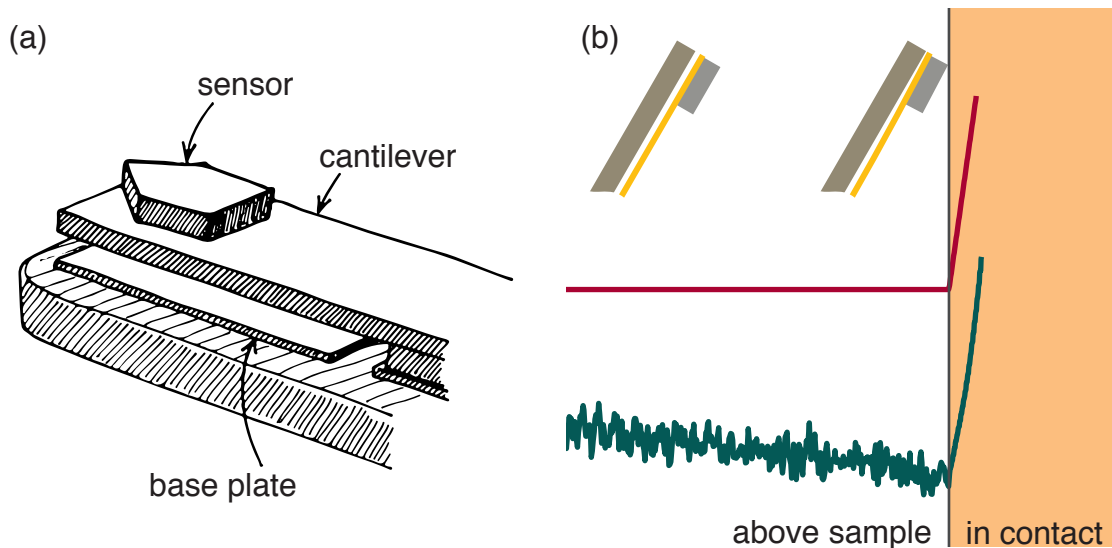 (a)
sensor
cantilever
base plate
(b)
above sample
in contact